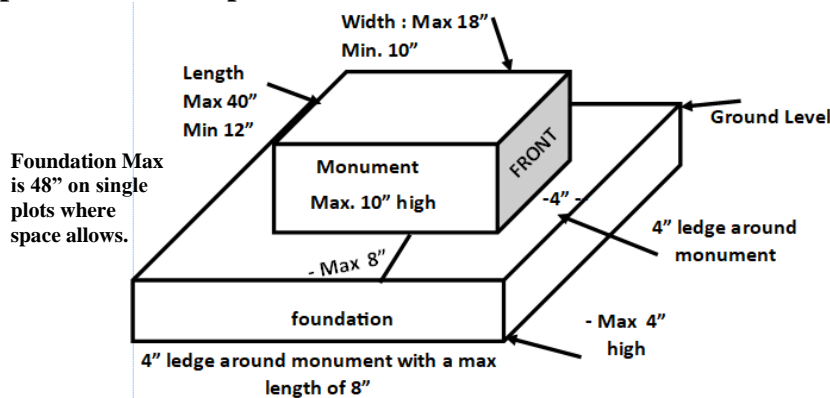 Width : Max 18”
Min. 10”
Length
Max 40”
Min 12”
Ground Level
Foundation Max
is 48” on single
plots where
space allows.
Monument
Max. 10” high
FRONT
-4” -
4” ledge around
monument
- Max 8”
foundation
- Max 4”
high
4” ledge around monument with a max
length of 8”